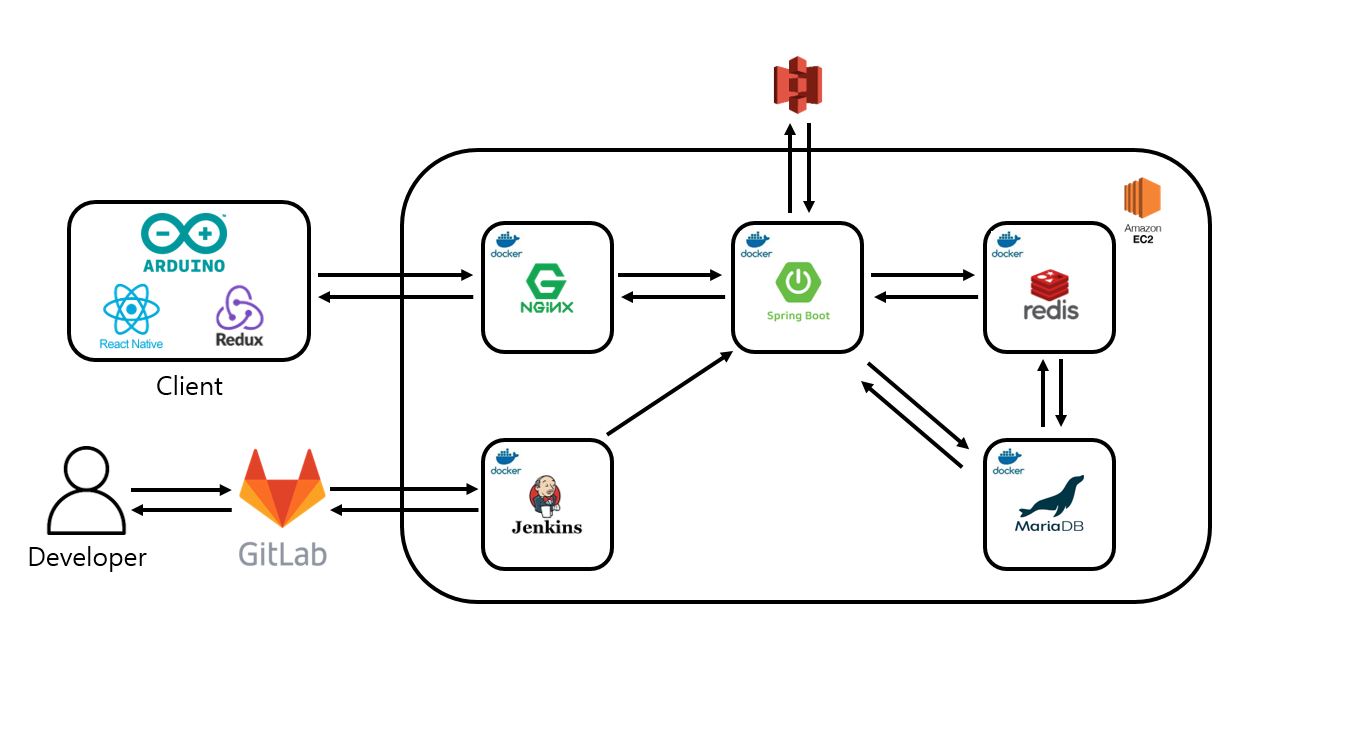 Amazon
EC2
ARDUINO
™
React Native
Redux
Client
docker
NGiNX
docker
Spring Boot
docker
redis
Developer
GitLab
docker
Jenkins
docker
MariaDB